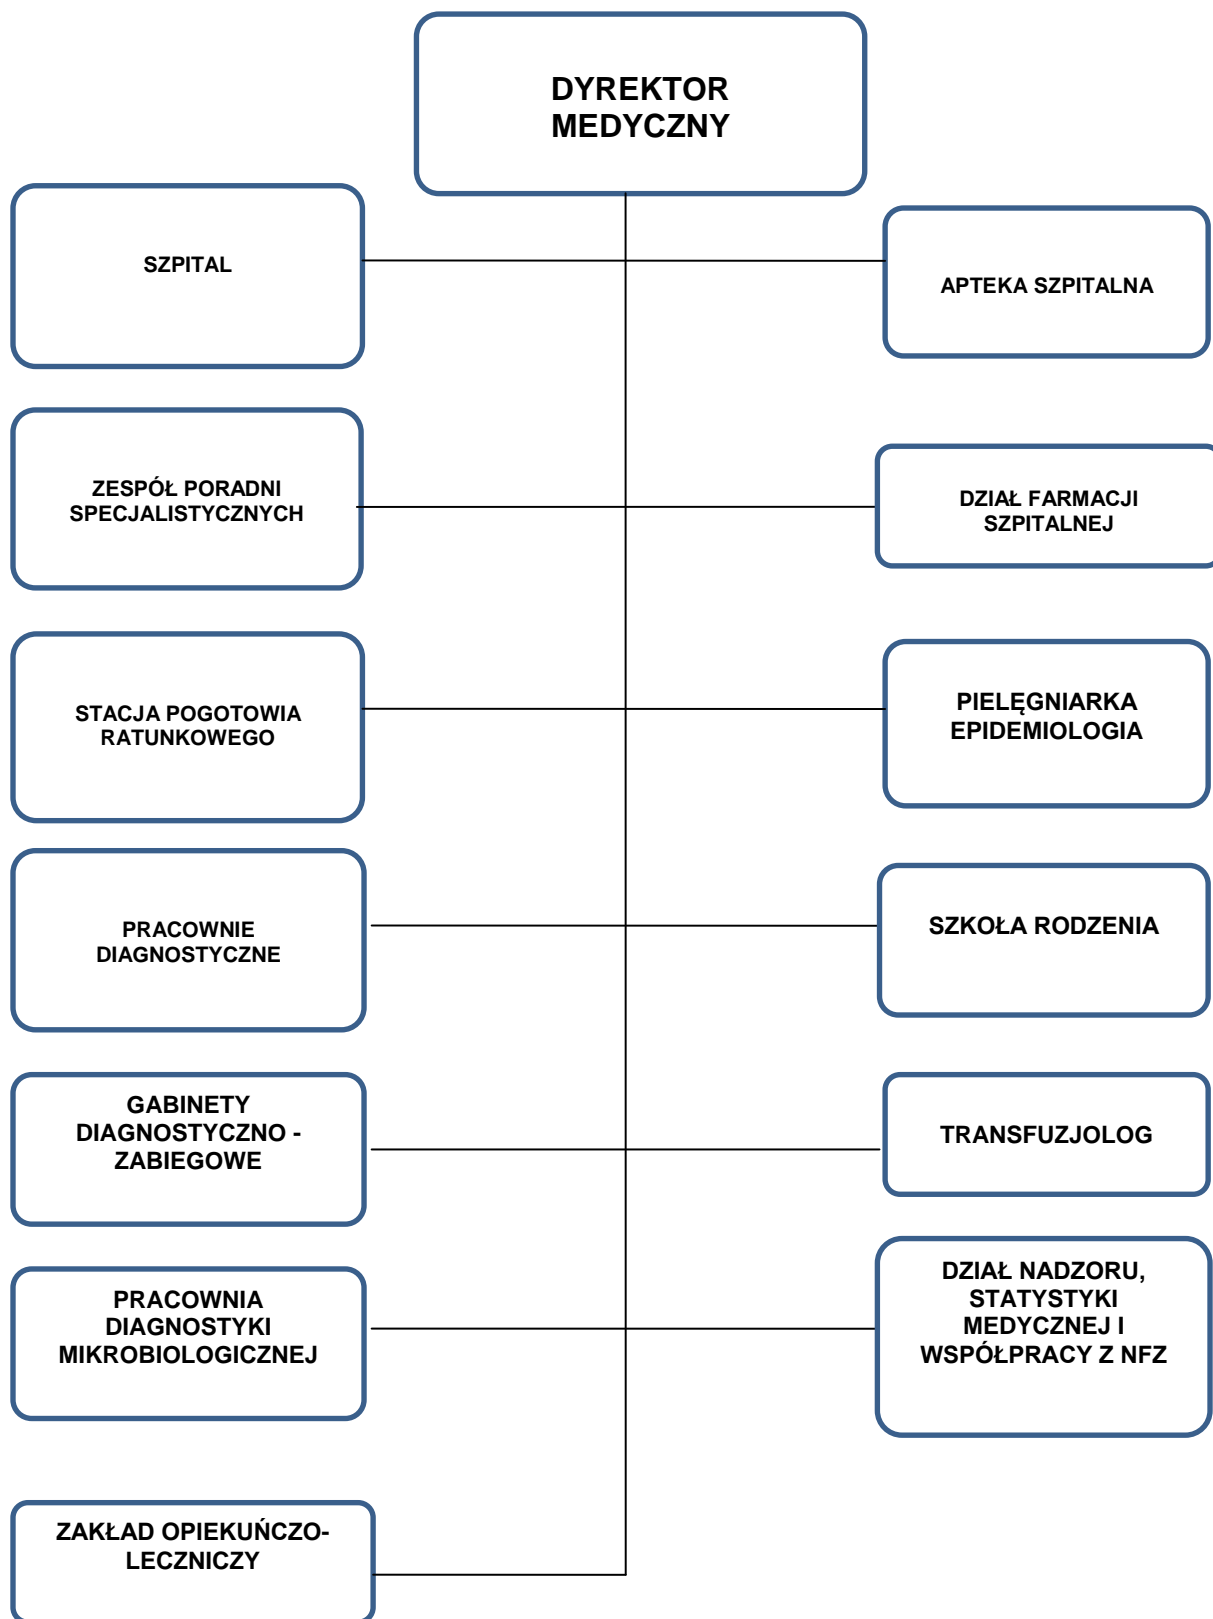 DYREKTOR
MEDYCZNY
SZPITAL
APTEKA SZPITALNA
ZESPÓŁ PORADNI
SPECJALISTYCZNYCH
DZIAŁ FARMACJI
SZPITALNEJ
STACJA POGOTOWIA
RATUNKOWEGO
PIELĘGNIARKA
EPIDEMIOLOGIA
PRACOWNIE
DIAGNOSTYCZNE
SZKOŁA RODZENIA
GABINETY
DIAGNOSTYCZNO -
ZABIEGOWE
TRANSFUZJOLOG
PRACOWNIA
DIAGNOSTYKI
MIKROBIOLOGICZNEJ
DZIAŁ NADZORU,
STATYSTYKI
MEDYCZNEJ I
WSPÓŁPRACY Z NFZ
ZAKŁAD OPIEKUŃCZO-
LECZNICZY